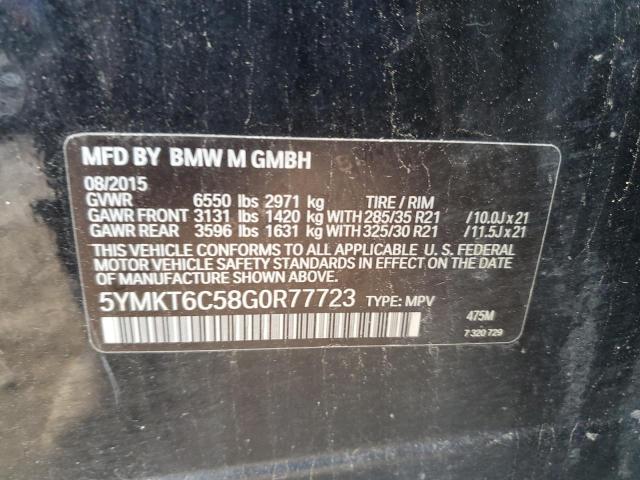 MFD BY BMW M GMBH
08/2015
GVWR 6550 lbs 2971 kg TIRE / RIM
GAWR FRONT 3131 lbs 1420 kg WITH 285/35 R21 /10.0J x 21
GAWR REAR 3596 lbs 1631 kg WITH 325/30 R21 /11.5J x 21
THIS VEHICLE CONFORMS TO ALL APPLICABLE U. S. FEDERAL
MOTOR VEHICLE SAFETY STANDARDS IN EFFECT ON THE
DATE OF MANUFACTURE SHOWN ABOVE.
5YMKT6C58G0R77723 TYPE: MPV
475M
7 320 729